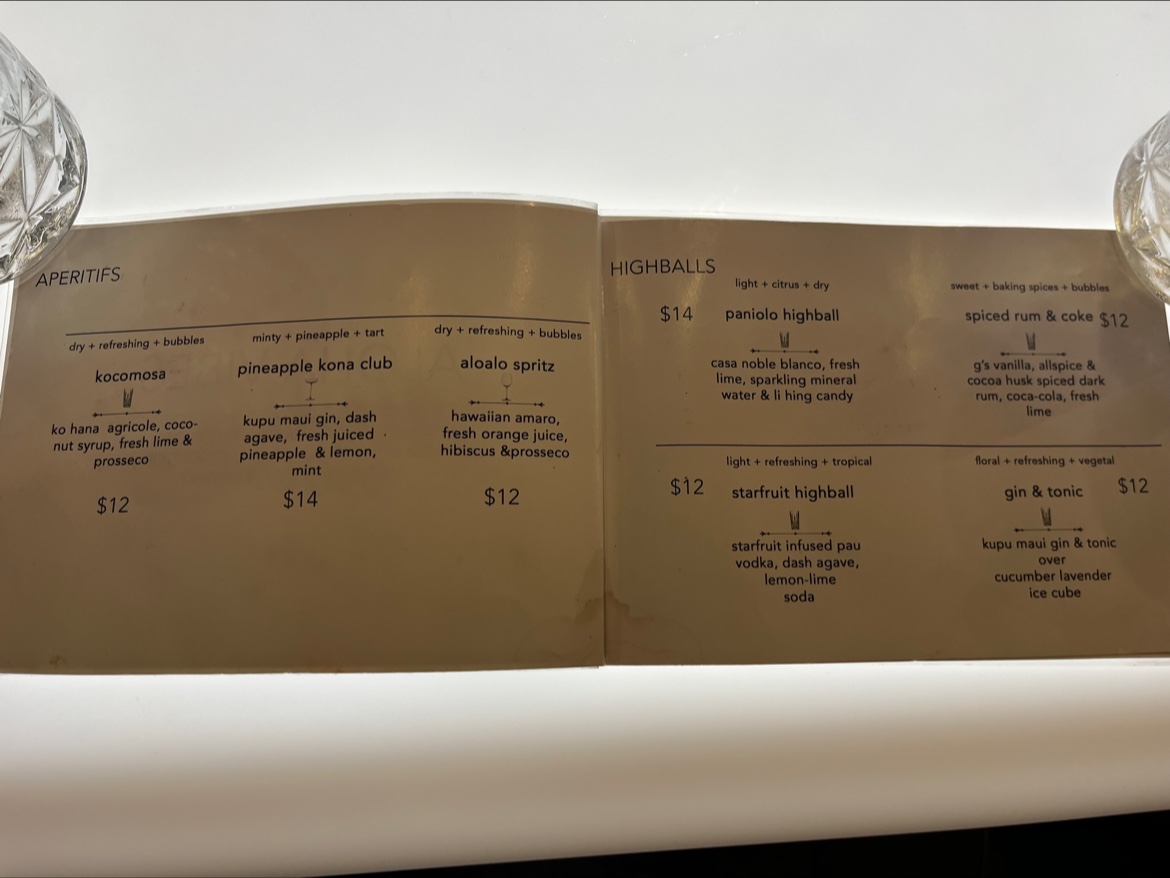 APERITIFS
dry + refreshing + bubbles
kocomosa
ko hana agricole, coco-
nut syrup, fresh lime &
prosseco
$12
minty + pineapple + tart
pineapple kona club
kupu maui gin, dash
agave, fresh juiced
pineapple & lemon,
mint
$14
dry + refreshing + bubbles
aloalo spritz
hawaiian amaro,
fresh orange juice,
hibiscus &prosseco
$12
HIGHBALLS
light + citrus + dry
$14 paniolo highball
casa noble blanco, fresh
lime, sparkling mineral
water & li hing candy
sweet + baking spices + bubbles
spiced rum & coke $12
g's vanilla, allspice &
cocoa husk spiced dark
rum, coca-cola, fresh
lime
light + refreshing + tropical
$12 starfruit highball
starfruit infused pau
vodka, dash agave,
lemon-lime
soda
floral + refreshing + vegetal
gin & tonic $12
kupu maui gin & tonic
over
cucumber lavender
ice cube